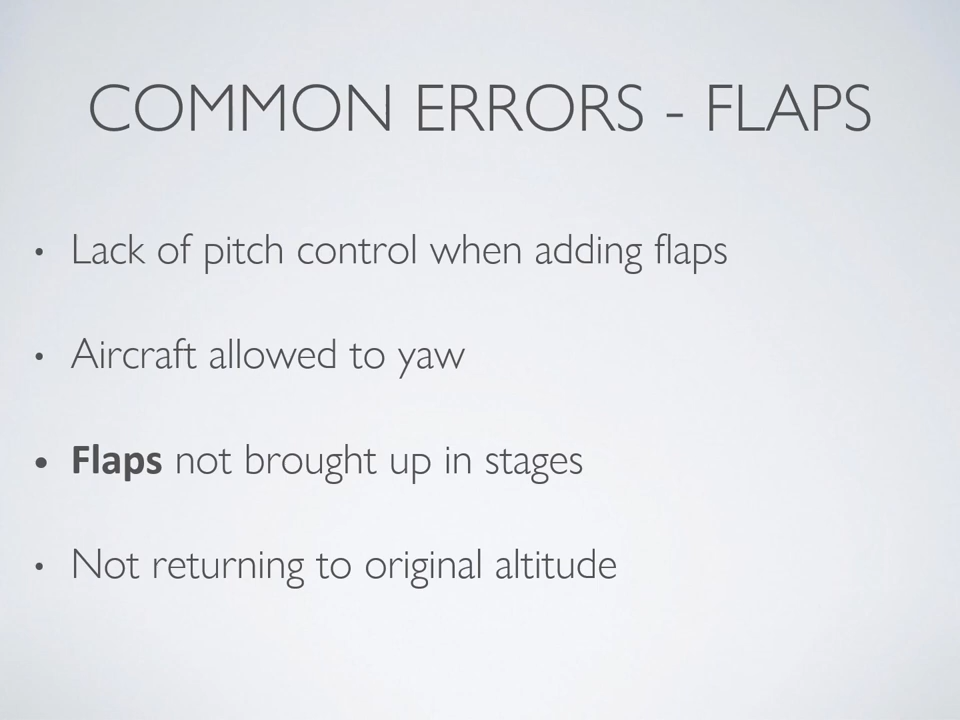 COMMON ERRORS - FLAPS
• Lack of pitch control when adding flaps
• Aircraft allowed to yaw
• Flaps not brought up in stages
• Not returning to original altitude